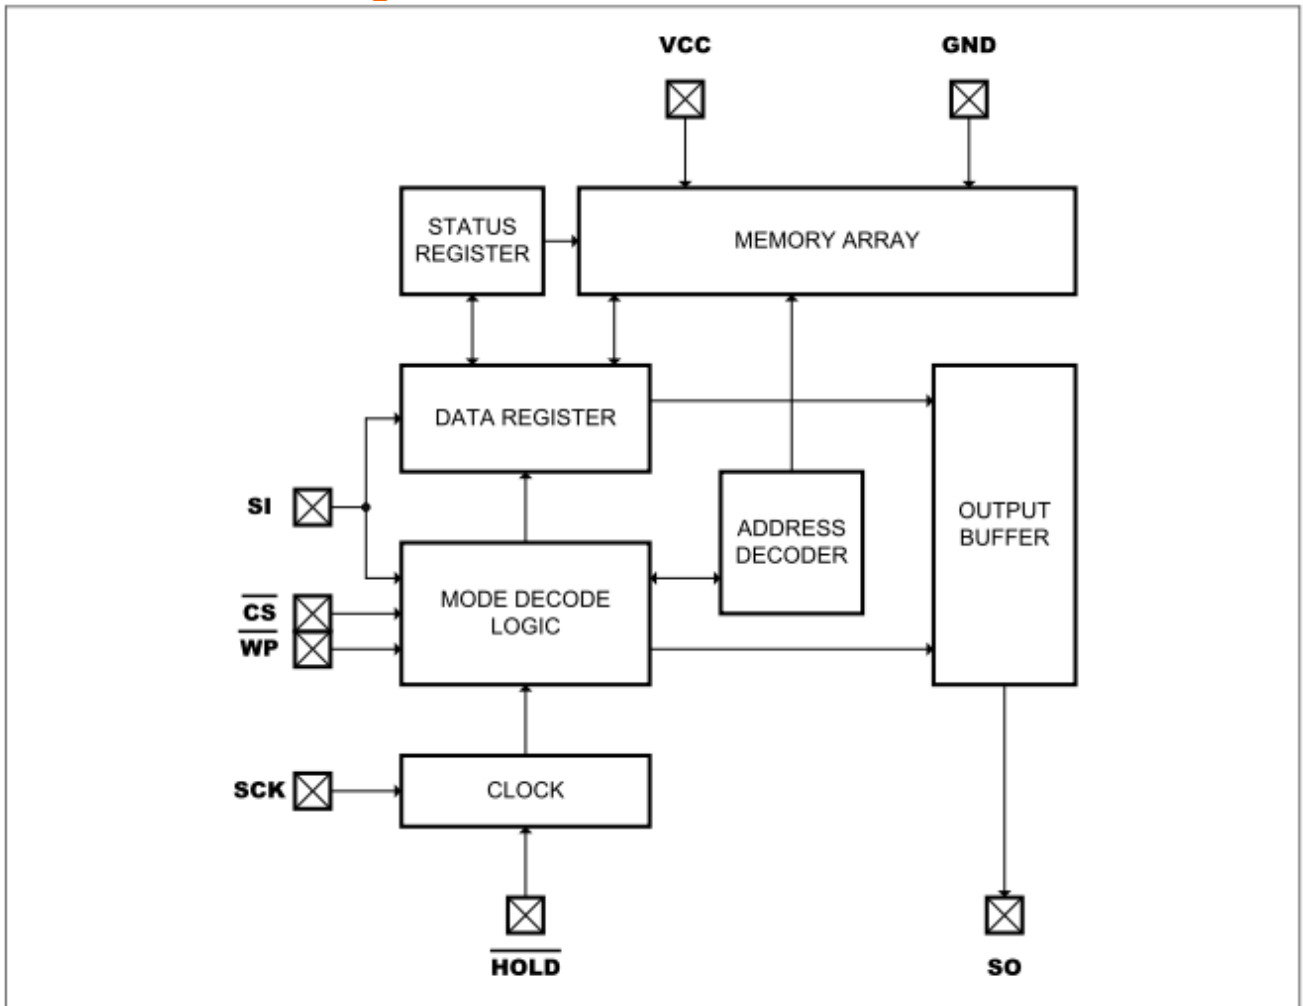 VCC
GND
STATUS
REGISTER
MEMORY ARRAY
DATA REGISTER
SI
ADDRESS
DECODER
OUTPUT
BUFFER
CS
MODE DECODE
LOGIC
WP
SCK
CLOCK
HOLD
SO